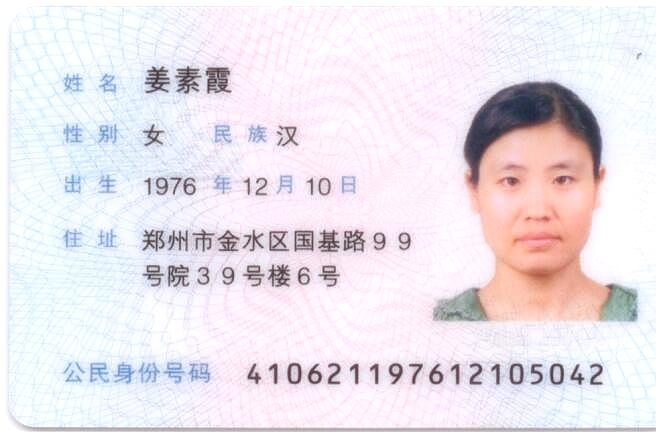 姓名 姜素霞
性别 女 民族 汉
出生 1976 年 12 月 10 日
住址 郑州市金水区国基路99
号院39号楼6号
公民身份号码 410621197612105042